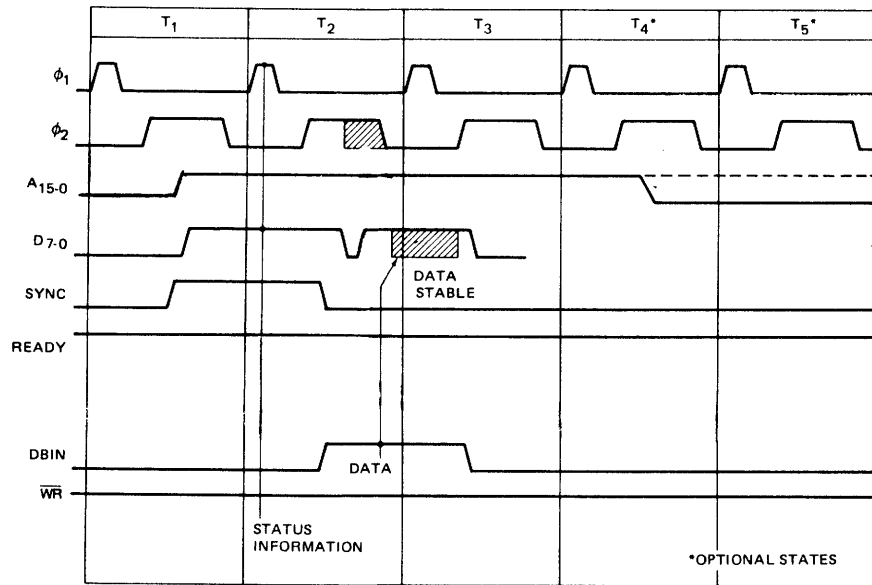 T1 T2 T3 T4* T5*
φ1
φ2
A15-0
D7-0
DATA
STABLE
SYNC
READY
DBIN
DATA
WR
STATUS
INFORMATION
*OPTIONAL STATES